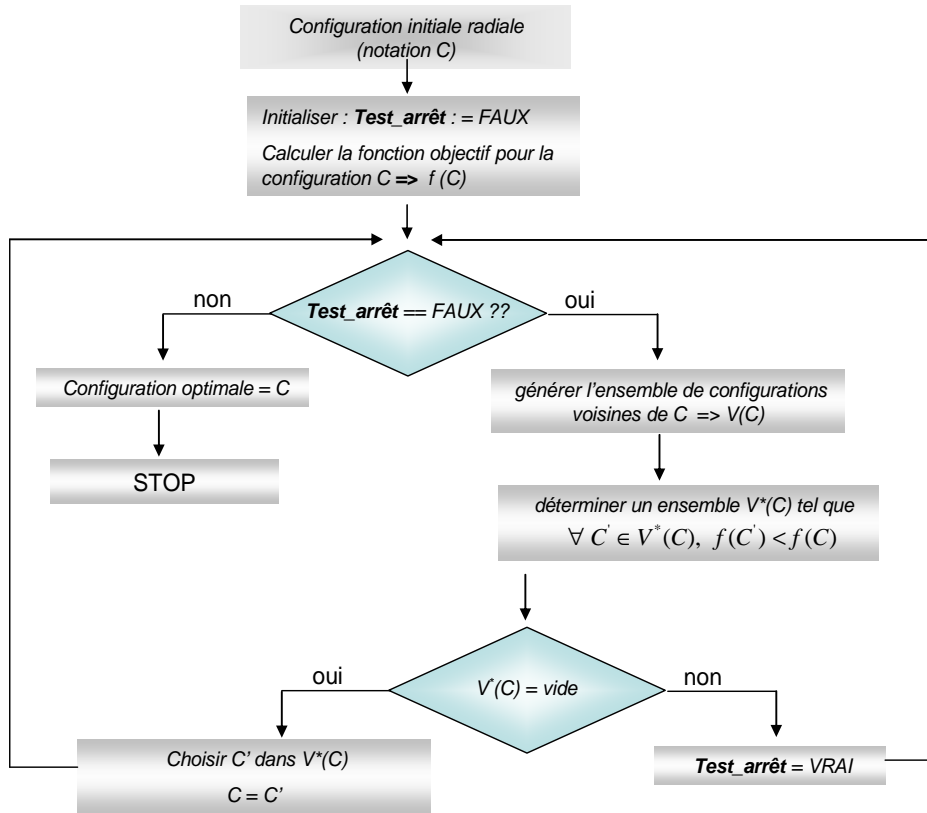 Configuration initiale radiale
(notation C)
Initialiser : Test_arrêt : = FAUX
Calculer la fonction objectif pour la
configuration C => f (C)
non
Test_arrêt == FAUX ??
oui
Configuration optimale = C
STOP
générer l'ensemble de configurations
voisines de C => V(C)
déterminer un ensemble V*(C) tel que
∀ C' ∈ V*(C), f(C') < f(C)
oui
V*(C) = vide
non
Choisir C' dans V*(C)
C = C'
Test_arrêt = VRAI